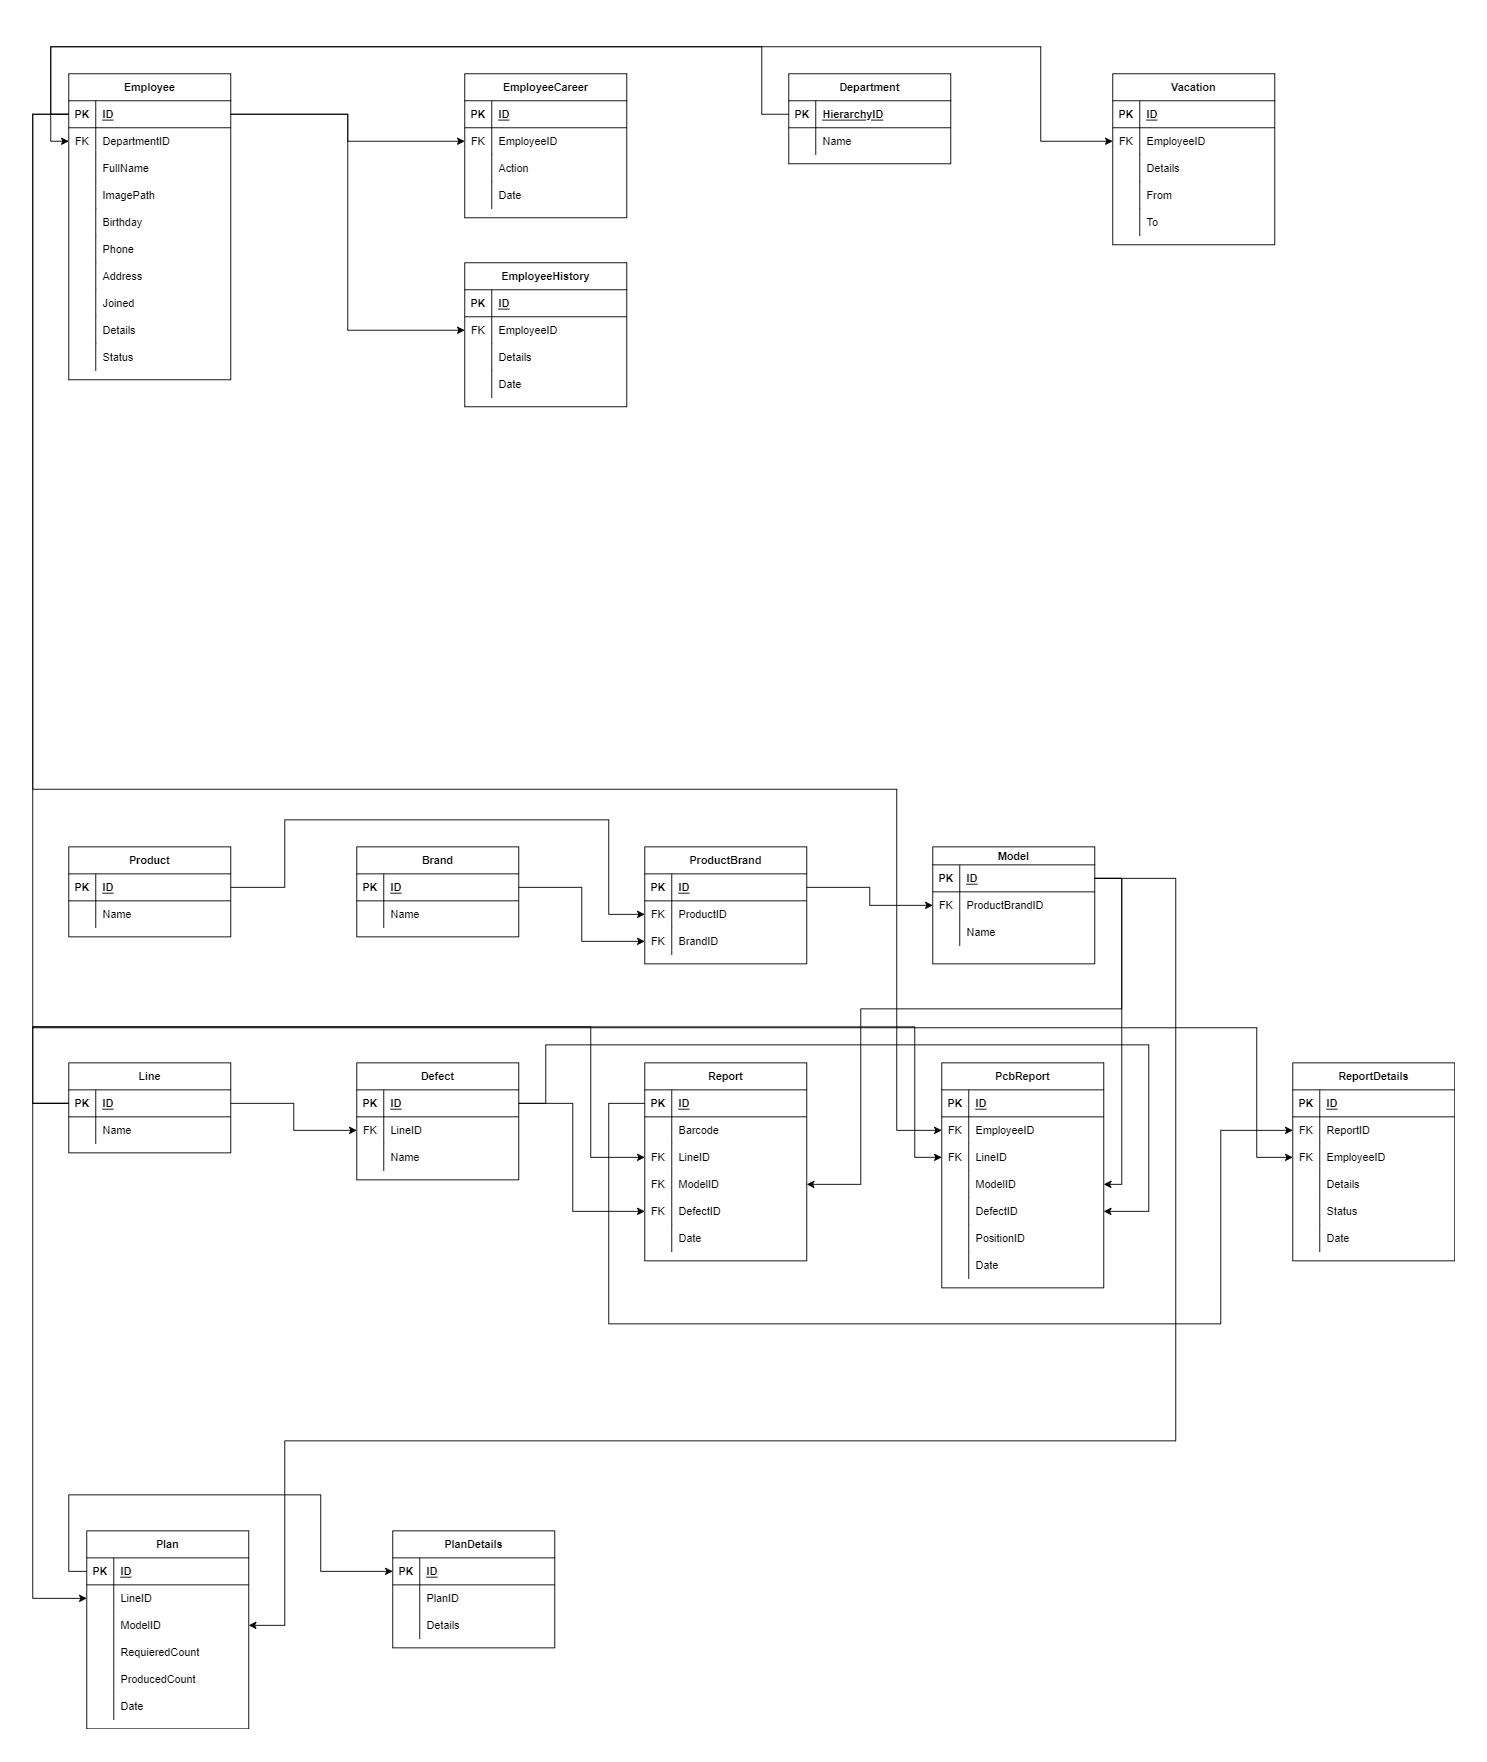 Employee
PK ID
FK DepartmentID
FullName
ImagePath
Birthday
Phone
Address
Joined
Details
Status
EmployeeCareer
PK ID
FK EmployeeID
Action
Date
Department
PK HierarchyID
Name
Vacation
PK ID
FK EmployeeID
Details
From
To
EmployeeHistory
PK ID
FK EmployeeID
Details
Date
Product
PK ID
Name
Brand
PK ID
Name
ProductBrand
PK ID
FK ProductID
FK BrandID
Model
PK ID
FK ProductBrandID
Name
Line
PK ID
Name
Defect
PK ID
FK LineID
Name
Report
PK ID
Barcode
FK LineID
FK ModelID
FK DefectID
Date
PcbReport
PK ID
FK EmployeeID
FK LineID
ModelID
DefectID
PositionID
Date
ReportDetails
PK ID
FK ReportID
FK EmployeeID
Details
Status
Date
Plan
PK ID
LineID
ModelID
RequieredCount
ProducedCount
Date
PlanDetails
PK ID
PlanID
Details